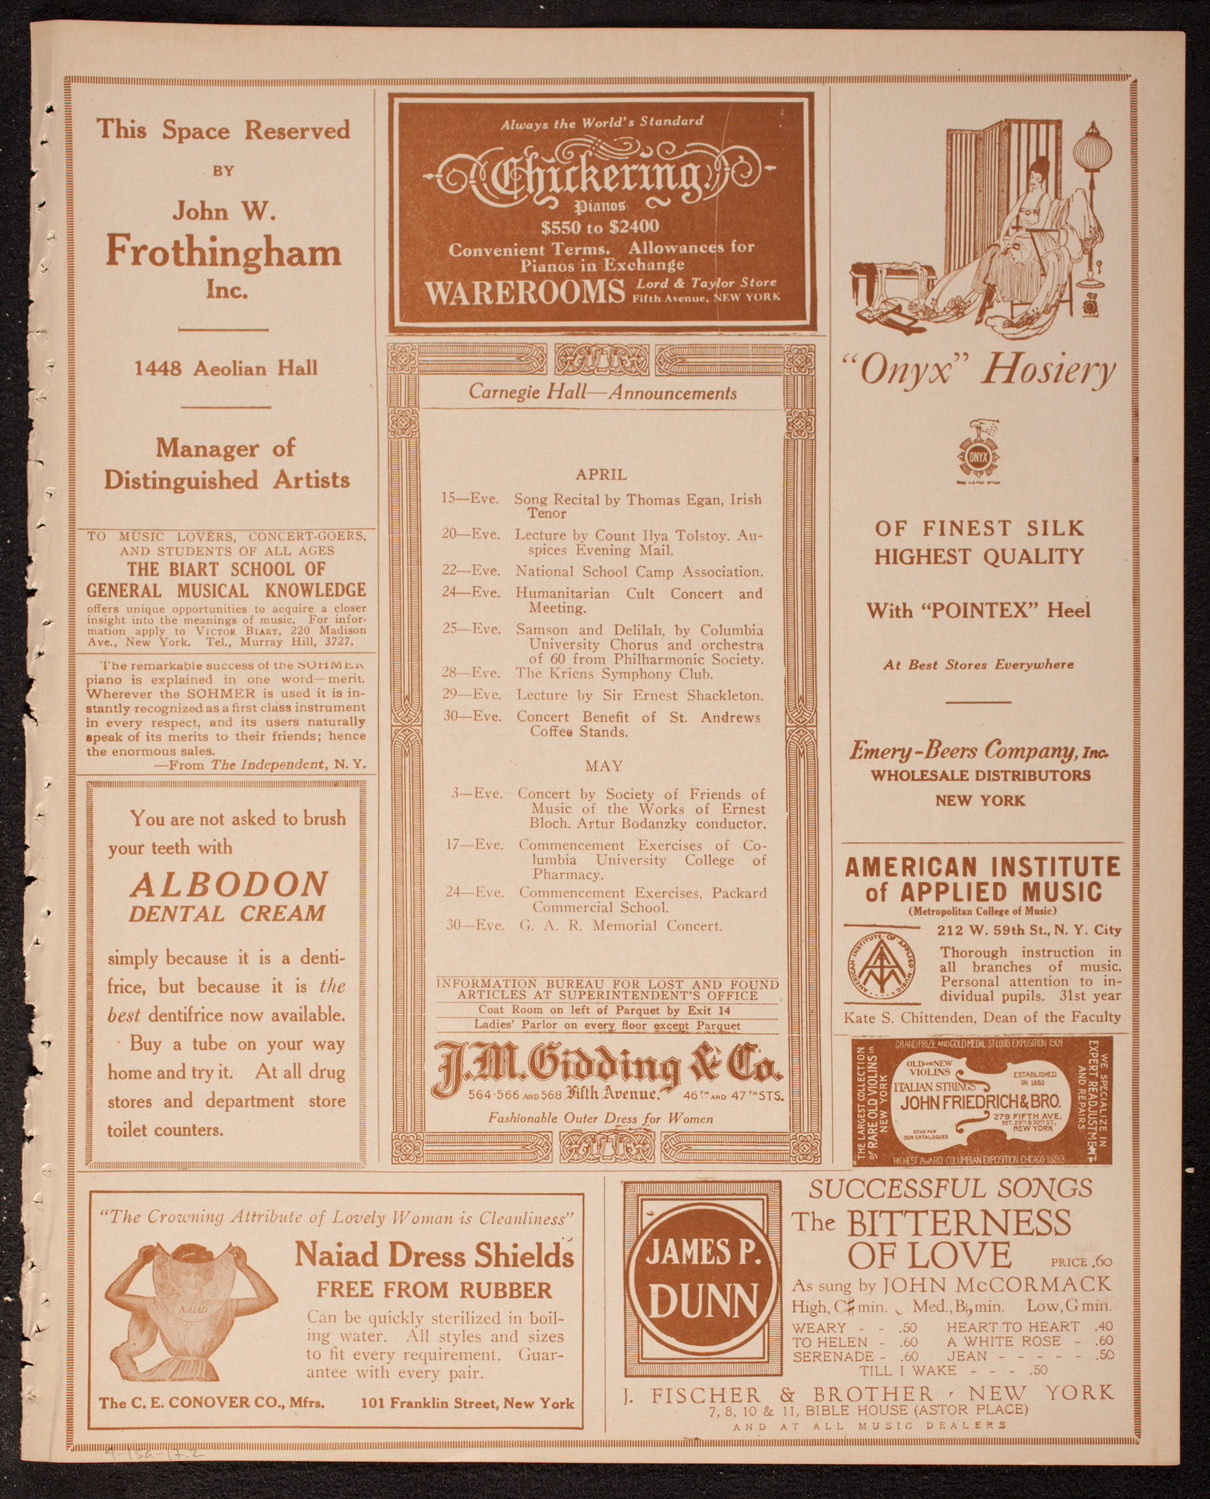 This Space Reserved
BY
John W.
Frothingham
Inc.
1448 Aeolian Hall
Manager of
Distinguished Artists
TO MUSIC LOVERS, CONCERT-GOERS,
AND STUDENTS OF ALL AGES
THE BIART SCHOOL OF
GENERAL MUSICAL KNOWLEDGE
offers unique opportunities to acquire a closer
insight into the meanings of music. For infor-
mation apply to VICTOR BIART, 220 Madison
Ave., New York. Tel., Murray Hill, 3727.
The remarkable success of the SOHMER
piano is explained in one word—merit.
Wherever the SOHMER is used it is in-
stantly recognized as a first class instrument
in every respect, and its users naturally
speak of its merits to their friends; hence
the enormous sales.
—From The Independent, N. Y.
You are not asked to brush
your teeth with
ALBODON
DENTAL CREAM
simply because it is a denti-
frice, but because it is the
best dentifrice now available.
Buy a tube on your way
home and try it. At all drug
stores and department store
toilet counters.
Always the World's Standard
Chickering
Pianos
$550 to $2400
Convenient Terms. Allowances for
Pianos in Exchange
WAREROOMS Lord & Taylor Store
Fifth Avenue, NEW YORK
Carnegie Hall—Announcements
APRIL
15—Eve. Song Recital by Thomas Egan, Irish
Tenor
20—Eve. Lecture by Count Ilya Tolstoy. Au-
spices Evening Mail.
22—Eve. National School Camp Association.
24—Eve. Humanitarian Cult Concert and
Meeting.
25—Eve. Samson and Delilah, by Columbia
University Chorus and orchestra
of 60 from Philharmonic Society.
28—Eve. The Kriens Symphony Club.
29—Eve. Lecture by Sir Ernest Shackleton.
30—Eve. Concert Benefit of St. Andrews
Coffee Stands.
MAY
3—Eve. Concert by Society of Friends of
Music of the Works of Ernest
Bloch. Artur Bodanzky conductor.
17—Eve. Commencement Exercises of Co-
lumbia University College of
Pharmacy.
24—Eve. Commencement Exercises, Packard
Commercial School.
30—Eve. G. A. R. Memorial Concert.
INFORMATION BUREAU FOR LOST AND FOUND
ARTICLES AT SUPERINTENDENT'S OFFICE
Coat Room on left of Parquet by Exit 14
Ladies' Parlor on every floor except Parquet
J. M. Gidding & Co.
564-566 AND 568 Fifth Avenue. 46TH AND 47TH STS.
Fashionable Outer Dress for Women
"Onyx" Hosiery
ONYX
OF FINEST SILK
HIGHEST QUALITY
With "POINTEX" Heel
At Best Stores Everywhere
Emery-Beers Company, Inc.
WHOLESALE DISTRIBUTORS
NEW YORK
AMERICAN INSTITUTE
of APPLIED MUSIC
(Metropolitan College of Music)
212 W. 59th St., N. Y. City
AMERICAN INSTITUTE OF APPLIED MUSIC
Thorough instruction in
all branches of music.
Personal attention to in-
dividual pupils. 31st year
Kate S. Chittenden, Dean of the Faculty
GRAND PRIZE AND GOLD MEDAL ST LOUIS EXPOSITION 1904
THE LARGEST COLLECTION
of RARE OLD VIOLINS in
NEW YORK
OLD AND NEW
VIOLINS
ITALIAN STRINGS
ESTABLISHED
IN 1883
JOHN FRIEDRICH & BRO.
279 FIFTH AVE.
NEW YORK
SEND FOR
OUR CATALOGUES
WE SPECIALIZE IN
EXPERT READJUSTMENT
AND REPAIRS
HIGHEST AWARD COLUMBIAN EXPOSITION CHICAGO 1893
"The Crowning Attribute of Lovely Woman is Cleanliness"
NAIAD
Naiad Dress Shields
FREE FROM RUBBER
Can be quickly sterilized in boil-
ing water. All styles and sizes
to fit every requirement. Guar-
antee with every pair.
The C. E. CONOVER CO., Mfrs. 101 Franklin Street, New York
JAMES P.
DUNN
SUCCESSFUL SONGS
The BITTERNESS
OF LOVE PRICE .60
As sung by JOHN McCORMACK
High, C♯ min. Med., B♭ min. Low, G min.
WEARY - - .50 HEART TO HEART .40
TO HELEN - .60 A WHITE ROSE - .60
SERENADE - .60 JEAN - - - - - .50
TILL I WAKE - - - .50
J. FISCHER & BROTHER - NEW YORK
7, 8, 10 & 11, BIBLE HOUSE (ASTOR PLACE)
AND AT ALL MUSIC DEALERS